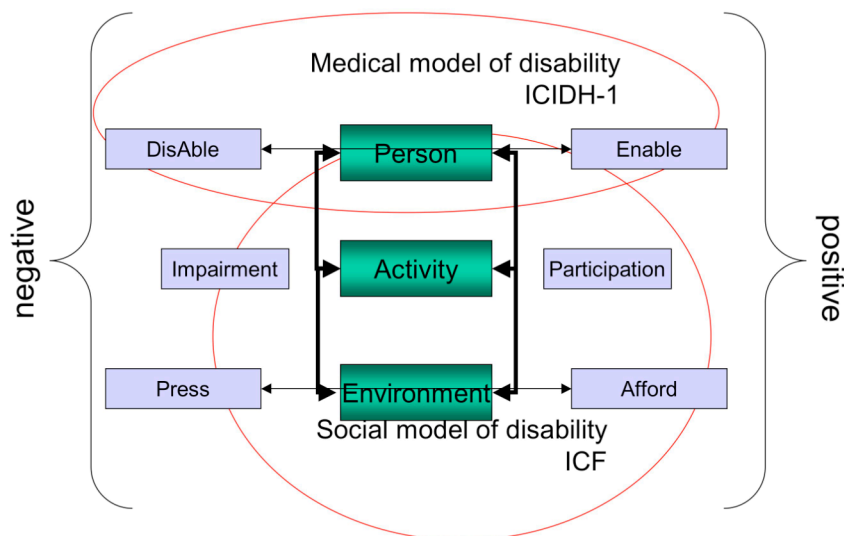 Medical model of disability
ICIDH-1
DisAble
Person
Enable
negative
positive
Impairment
Activity
Participation
Press
Environment
Afford
Social model of disability
ICF